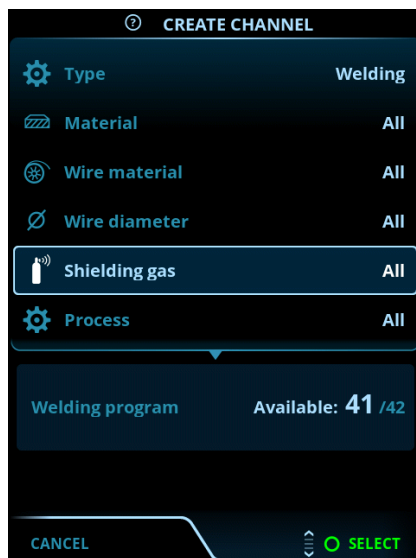 ? CREATE CHANNEL
Type Welding
Material All
Wire material All
Wire diameter All
Shielding gas All
Process All
Welding program Available: 41 /42
CANCEL SELECT